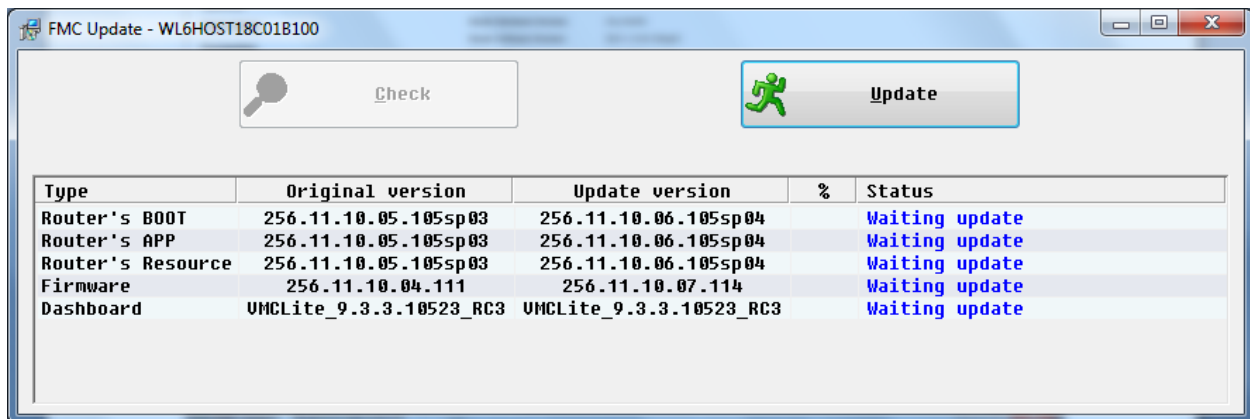 FMC Update - WL6HOST18C01B100
Check Update
Type Original version Update version % Status
Router's BOOT 256.11.10.05.105sp03 256.11.10.06.105sp04 Waiting update
Router's APP 256.11.10.05.105sp03 256.11.10.06.105sp04 Waiting update
Router's Resource 256.11.10.05.105sp03 256.11.10.06.105sp04 Waiting update
Firmware 256.11.10.04.111 256.11.10.07.114 Waiting update
Dashboard VMCLite_9.3.3.10523_RC3 VMCLite_9.3.3.10523_RC3 Waiting update